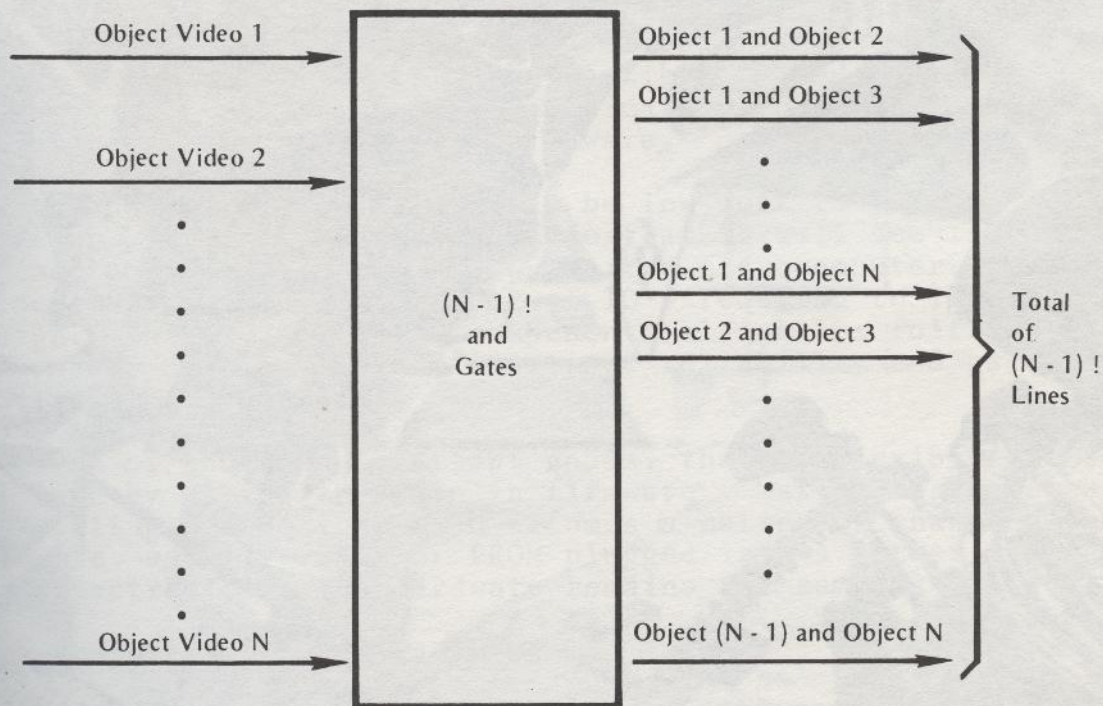 Object Video 1
Object Video 2
Object Video N
(N - 1) !
and
Gates
Object 1 and Object 2
Object 1 and Object 3
Object 1 and Object N
Object 2 and Object 3
Object (N - 1) and Object N
Total
of
(N - 1) !
Lines